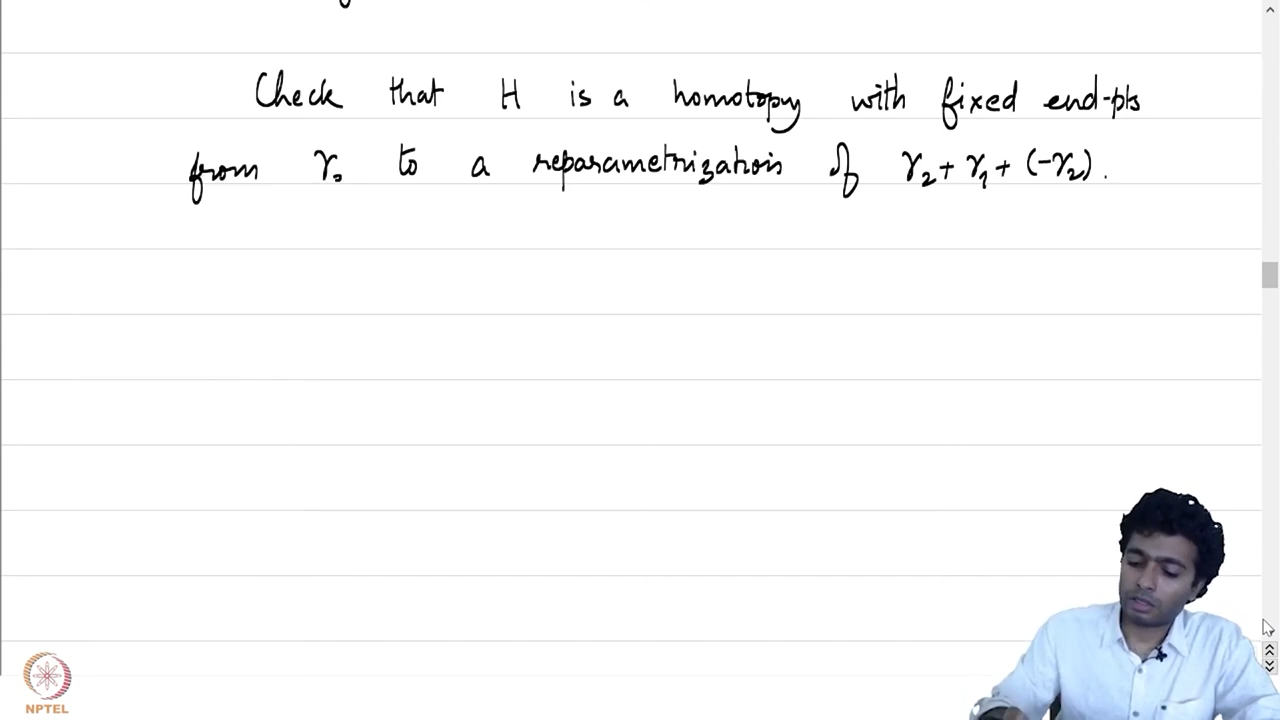 Check that H is a homotopy with fixed end-pts
from γ₀ to a reparametrization of γ₂ + γ₁ + (-γ₂).
NPTEL